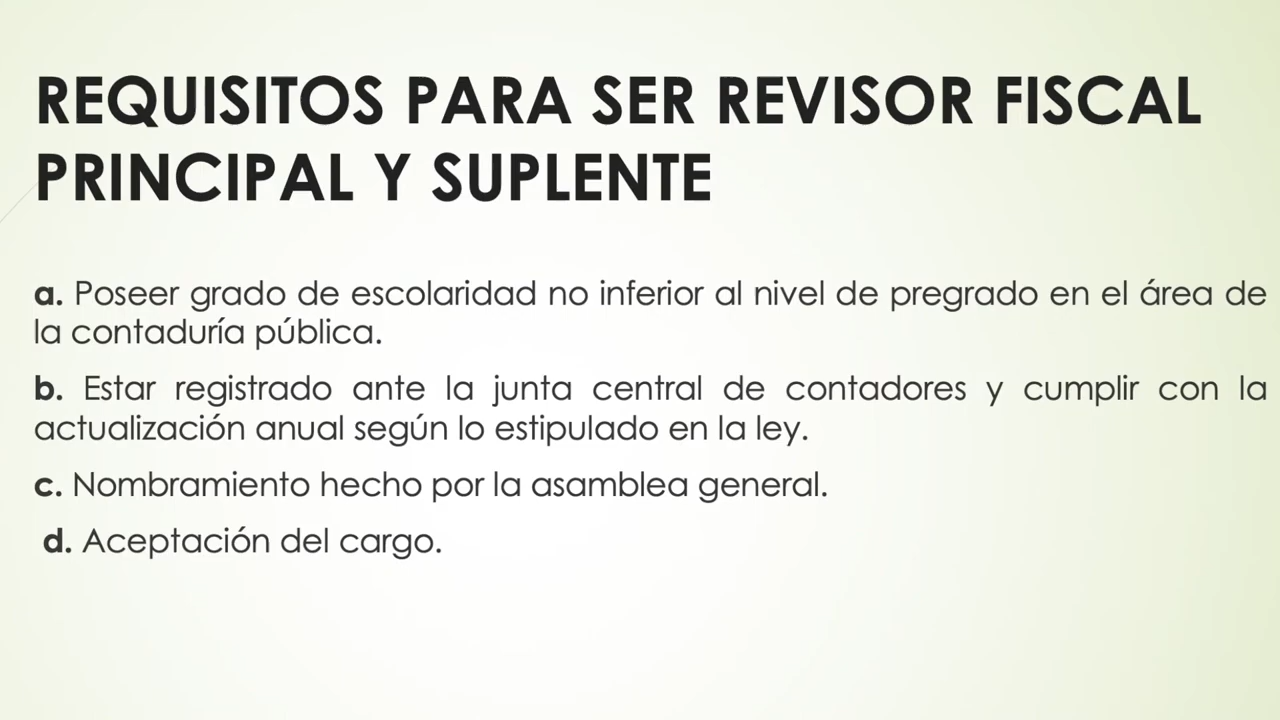 REQUISITOS PARA SER REVISOR FISCAL
PRINCIPAL Y SUPLENTE
a. Poseer grado de escolaridad no inferior al nivel de pregrado en el área de
la contaduría pública.
b. Estar registrado ante la junta central de contadores y cumplir con la
actualización anual según lo estipulado en la ley.
c. Nombramiento hecho por la asamblea general.
d. Aceptación del cargo.